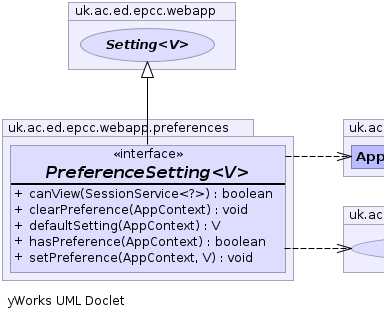 uk.ac.ed.epcc.webapp
Setting<V>
uk.ac.ed.epcc.webapp.preferences
«interface»
PreferenceSetting<V>
+ canView(SessionService<?>) : boolean
+ clearPreference(AppContext) : void
+ defaultSetting(AppContext) : V
+ hasPreference(AppContext) : boolean
+ setPreference(AppContext, V) : void
uk.ac
App
uk.ac
yWorks UML Doclet